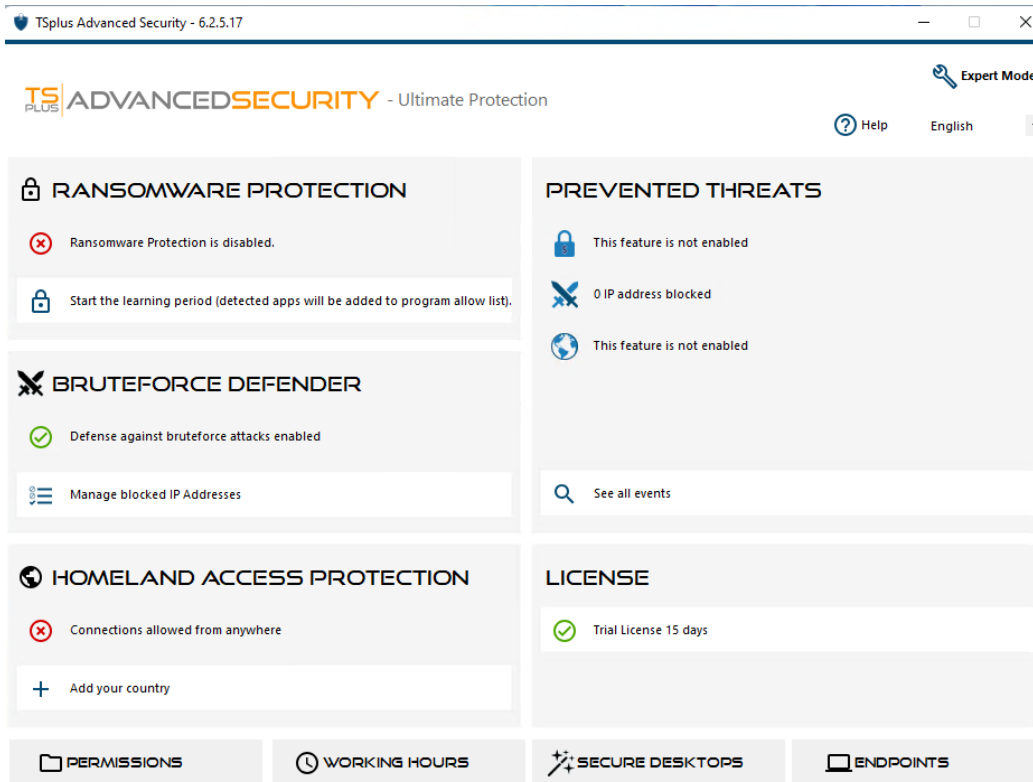 TSplus Advanced Security - 6.2.5.17
Expert Mode
TS PLUS ADVANCEDSECURITY - Ultimate Protection
Help
English
RANSOMWARE PROTECTION
Ransomware Protection is disabled.
Start the learning period (detected apps will be added to program allow list).
BRUTEFORCE DEFENDER
Defense against bruteforce attacks enabled
Manage blocked IP Addresses
HOMELAND ACCESS PROTECTION
Connections allowed from anywhere
Add your country
PREVENTED THREATS
This feature is not enabled
0 IP address blocked
This feature is not enabled
See all events
LICENSE
Trial License 15 days
PERMISSIONS
WORKING HOURS
SECURE DESKTOPS
ENDPOINTS